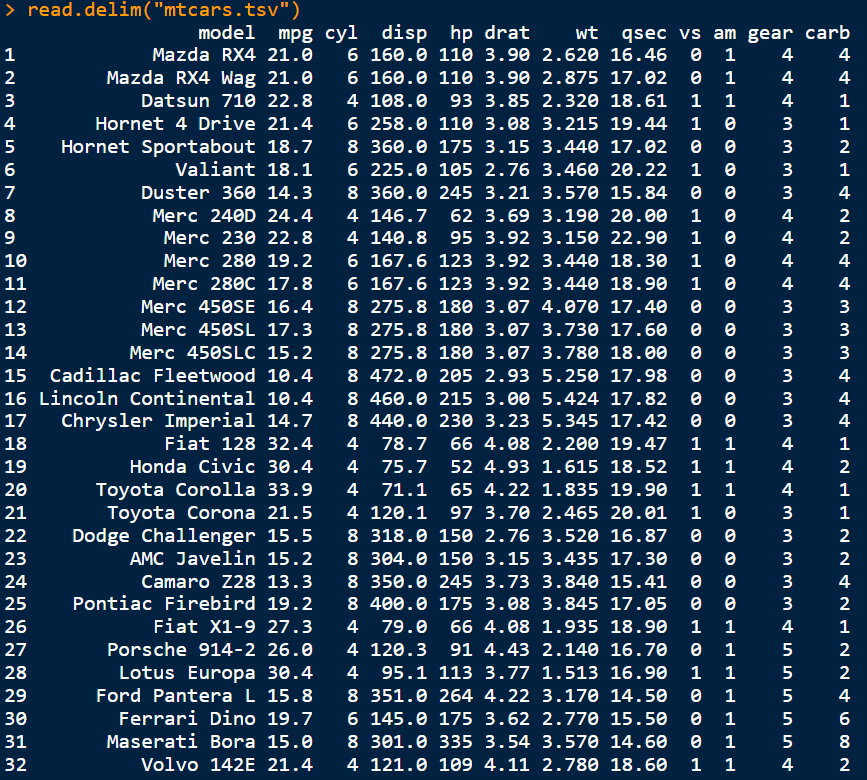 > read.delim("mtcars.tsv")
model mpg cyl disp hp drat wt qsec vs am gear carb
1 Mazda RX4 21.0 6 160.0 110 3.90 2.620 16.46 0 1 4 4
2 Mazda RX4 Wag 21.0 6 160.0 110 3.90 2.875 17.02 0 1 4 4
3 Datsun 710 22.8 4 108.0 93 3.85 2.320 18.61 1 1 4 1
4 Hornet 4 Drive 21.4 6 258.0 110 3.08 3.215 19.44 1 0 3 1
5 Hornet Sportabout 18.7 8 360.0 175 3.15 3.440 17.02 0 0 3 2
6 Valiant 18.1 6 225.0 105 2.76 3.460 20.22 1 0 3 1
7 Duster 360 14.3 8 360.0 245 3.21 3.570 15.84 0 0 3 4
8 Merc 240D 24.4 4 146.7 62 3.69 3.190 20.00 1 0 4 2
9 Merc 230 22.8 4 140.8 95 3.92 3.150 22.90 1 0 4 2
10 Merc 280 19.2 6 167.6 123 3.92 3.440 18.30 1 0 4 4
11 Merc 280C 17.8 6 167.6 123 3.92 3.440 18.90 1 0 4 4
12 Merc 450SE 16.4 8 275.8 180 3.07 4.070 17.40 0 0 3 3
13 Merc 450SL 17.3 8 275.8 180 3.07 3.730 17.60 0 0 3 3
14 Merc 450SLC 15.2 8 275.8 180 3.07 3.780 18.00 0 0 3 3
15 Cadillac Fleetwood 10.4 8 472.0 205 2.93 5.250 17.98 0 0 3 4
16 Lincoln Continental 10.4 8 460.0 215 3.00 5.424 17.82 0 0 3 4
17 Chrysler Imperial 14.7 8 440.0 230 3.23 5.345 17.42 0 0 3 4
18 Fiat 128 32.4 4 78.7 66 4.08 2.200 19.47 1 1 4 1
19 Honda Civic 30.4 4 75.7 52 4.93 1.615 18.52 1 1 4 2
20 Toyota Corolla 33.9 4 71.1 65 4.22 1.835 19.90 1 1 4 1
21 Toyota Corona 21.5 4 120.1 97 3.70 2.465 20.01 1 0 3 1
22 Dodge Challenger 15.5 8 318.0 150 2.76 3.520 16.87 0 0 3 2
23 AMC Javelin 15.2 8 304.0 150 3.15 3.435 17.30 0 0 3 2
24 Camaro Z28 13.3 8 350.0 245 3.73 3.840 15.41 0 0 3 4
25 Pontiac Firebird 19.2 8 400.0 175 3.08 3.845 17.05 0 0 3 2
26 Fiat X1-9 27.3 4 79.0 66 4.08 1.935 18.90 1 1 4 1
27 Porsche 914-2 26.0 4 120.3 91 4.43 2.140 16.70 0 1 5 2
28 Lotus Europa 30.4 4 95.1 113 3.77 1.513 16.90 1 1 5 2
29 Ford Pantera L 15.8 8 351.0 264 4.22 3.170 14.50 0 1 5 4
30 Ferrari Dino 19.7 6 145.0 175 3.62 2.770 15.50 0 1 5 6
31 Maserati Bora 15.0 8 301.0 335 3.54 3.570 14.60 0 1 5 8
32 Volvo 142E 21.4 4 121.0 109 4.11 2.780 18.60 1 1 4 2